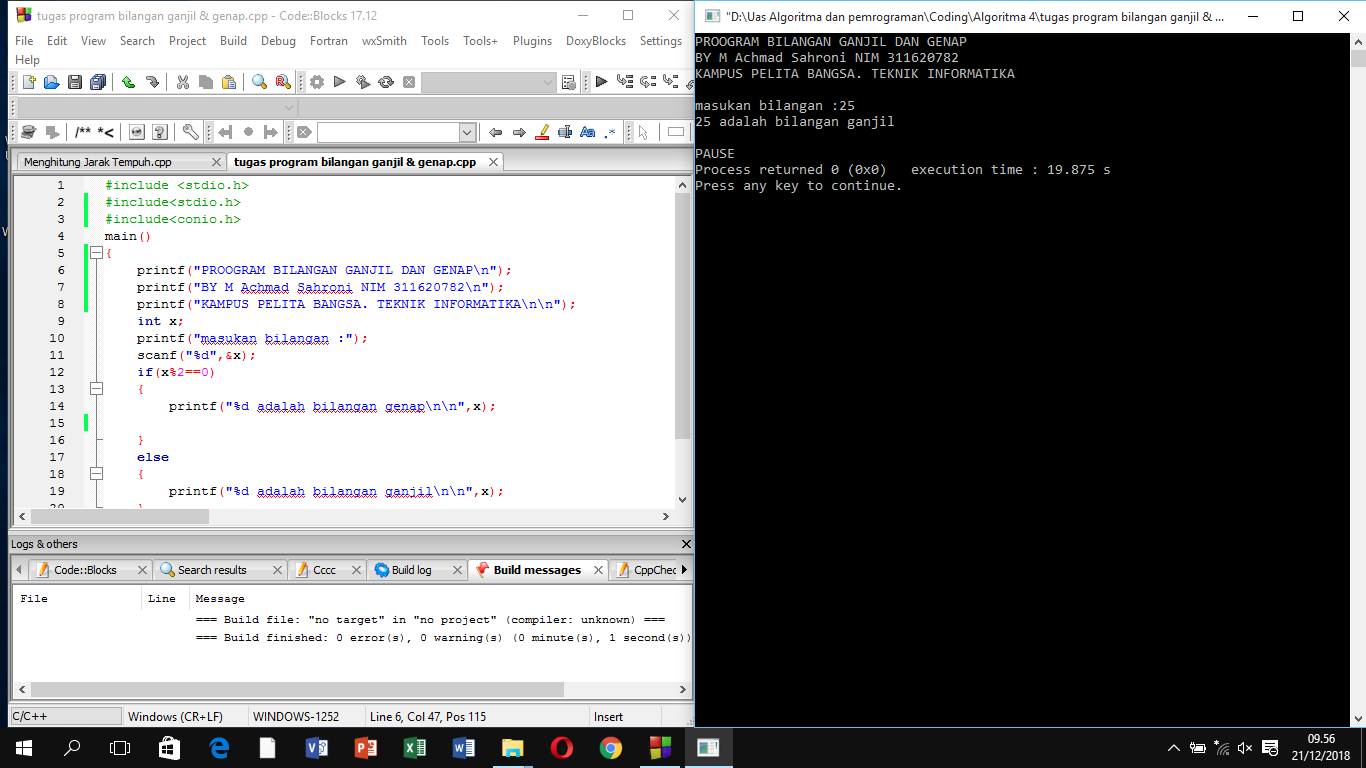 tugas program bilangan ganjil & genap.cpp - Code::Blocks 17.12
File Edit View Search Project Build Debug Fortran wxSmith Tools Tools+ Plugins DoxyBlocks Settings
Help
/** *<
Menghitung Jarak Tempuh.cpp
tugas program bilangan ganjil & genap.cpp
1 #include <stdio.h>
2 #include<stdio.h>
3 #include<conio.h>
4 main()
5 {
6 printf("PROOGRAM BILANGAN GANJIL DAN GENAP\n");
7 printf("BY M Achmad Sahroni NIM 311620782\n");
8 printf("KAMPUS PELITA BANGSA. TEKNIK INFORMATIKA\n\n");
9 int x;
10 printf("masukan bilangan :");
11 scanf("%d",&x);
12 if(x%2==0)
13 {
14 printf("%d adalah bilangan genap\n\n",x);
15
16 }
17 else
18 {
19 printf("%d adalah bilangan ganjil\n\n",x);
Logs & others
Code::Blocks Search results Cccc Build log Build messages CppChec
File Line Message
=== Build file: "no target" in "no project" (compiler: unknown) ===
=== Build finished: 0 error(s), 0 warning(s) (0 minute(s), 1 second(s))
C/C++ Windows (CR+LF) WINDOWS-1252 Line 6, Col 47, Pos 115 Insert
"D:\Uas Algoritma dan pemrograman\Coding\Algoritma 4\tugas program bilangan ganjil & ...
PROOGRAM BILANGAN GANJIL DAN GENAP
BY M Achmad Sahroni NIM 311620782
KAMPUS PELITA BANGSA. TEKNIK INFORMATIKA
masukan bilangan :25
25 adalah bilangan ganjil
PAUSE
Process returned 0 (0x0) execution time : 19.875 s
Press any key to continue.
09.56
21/12/2018